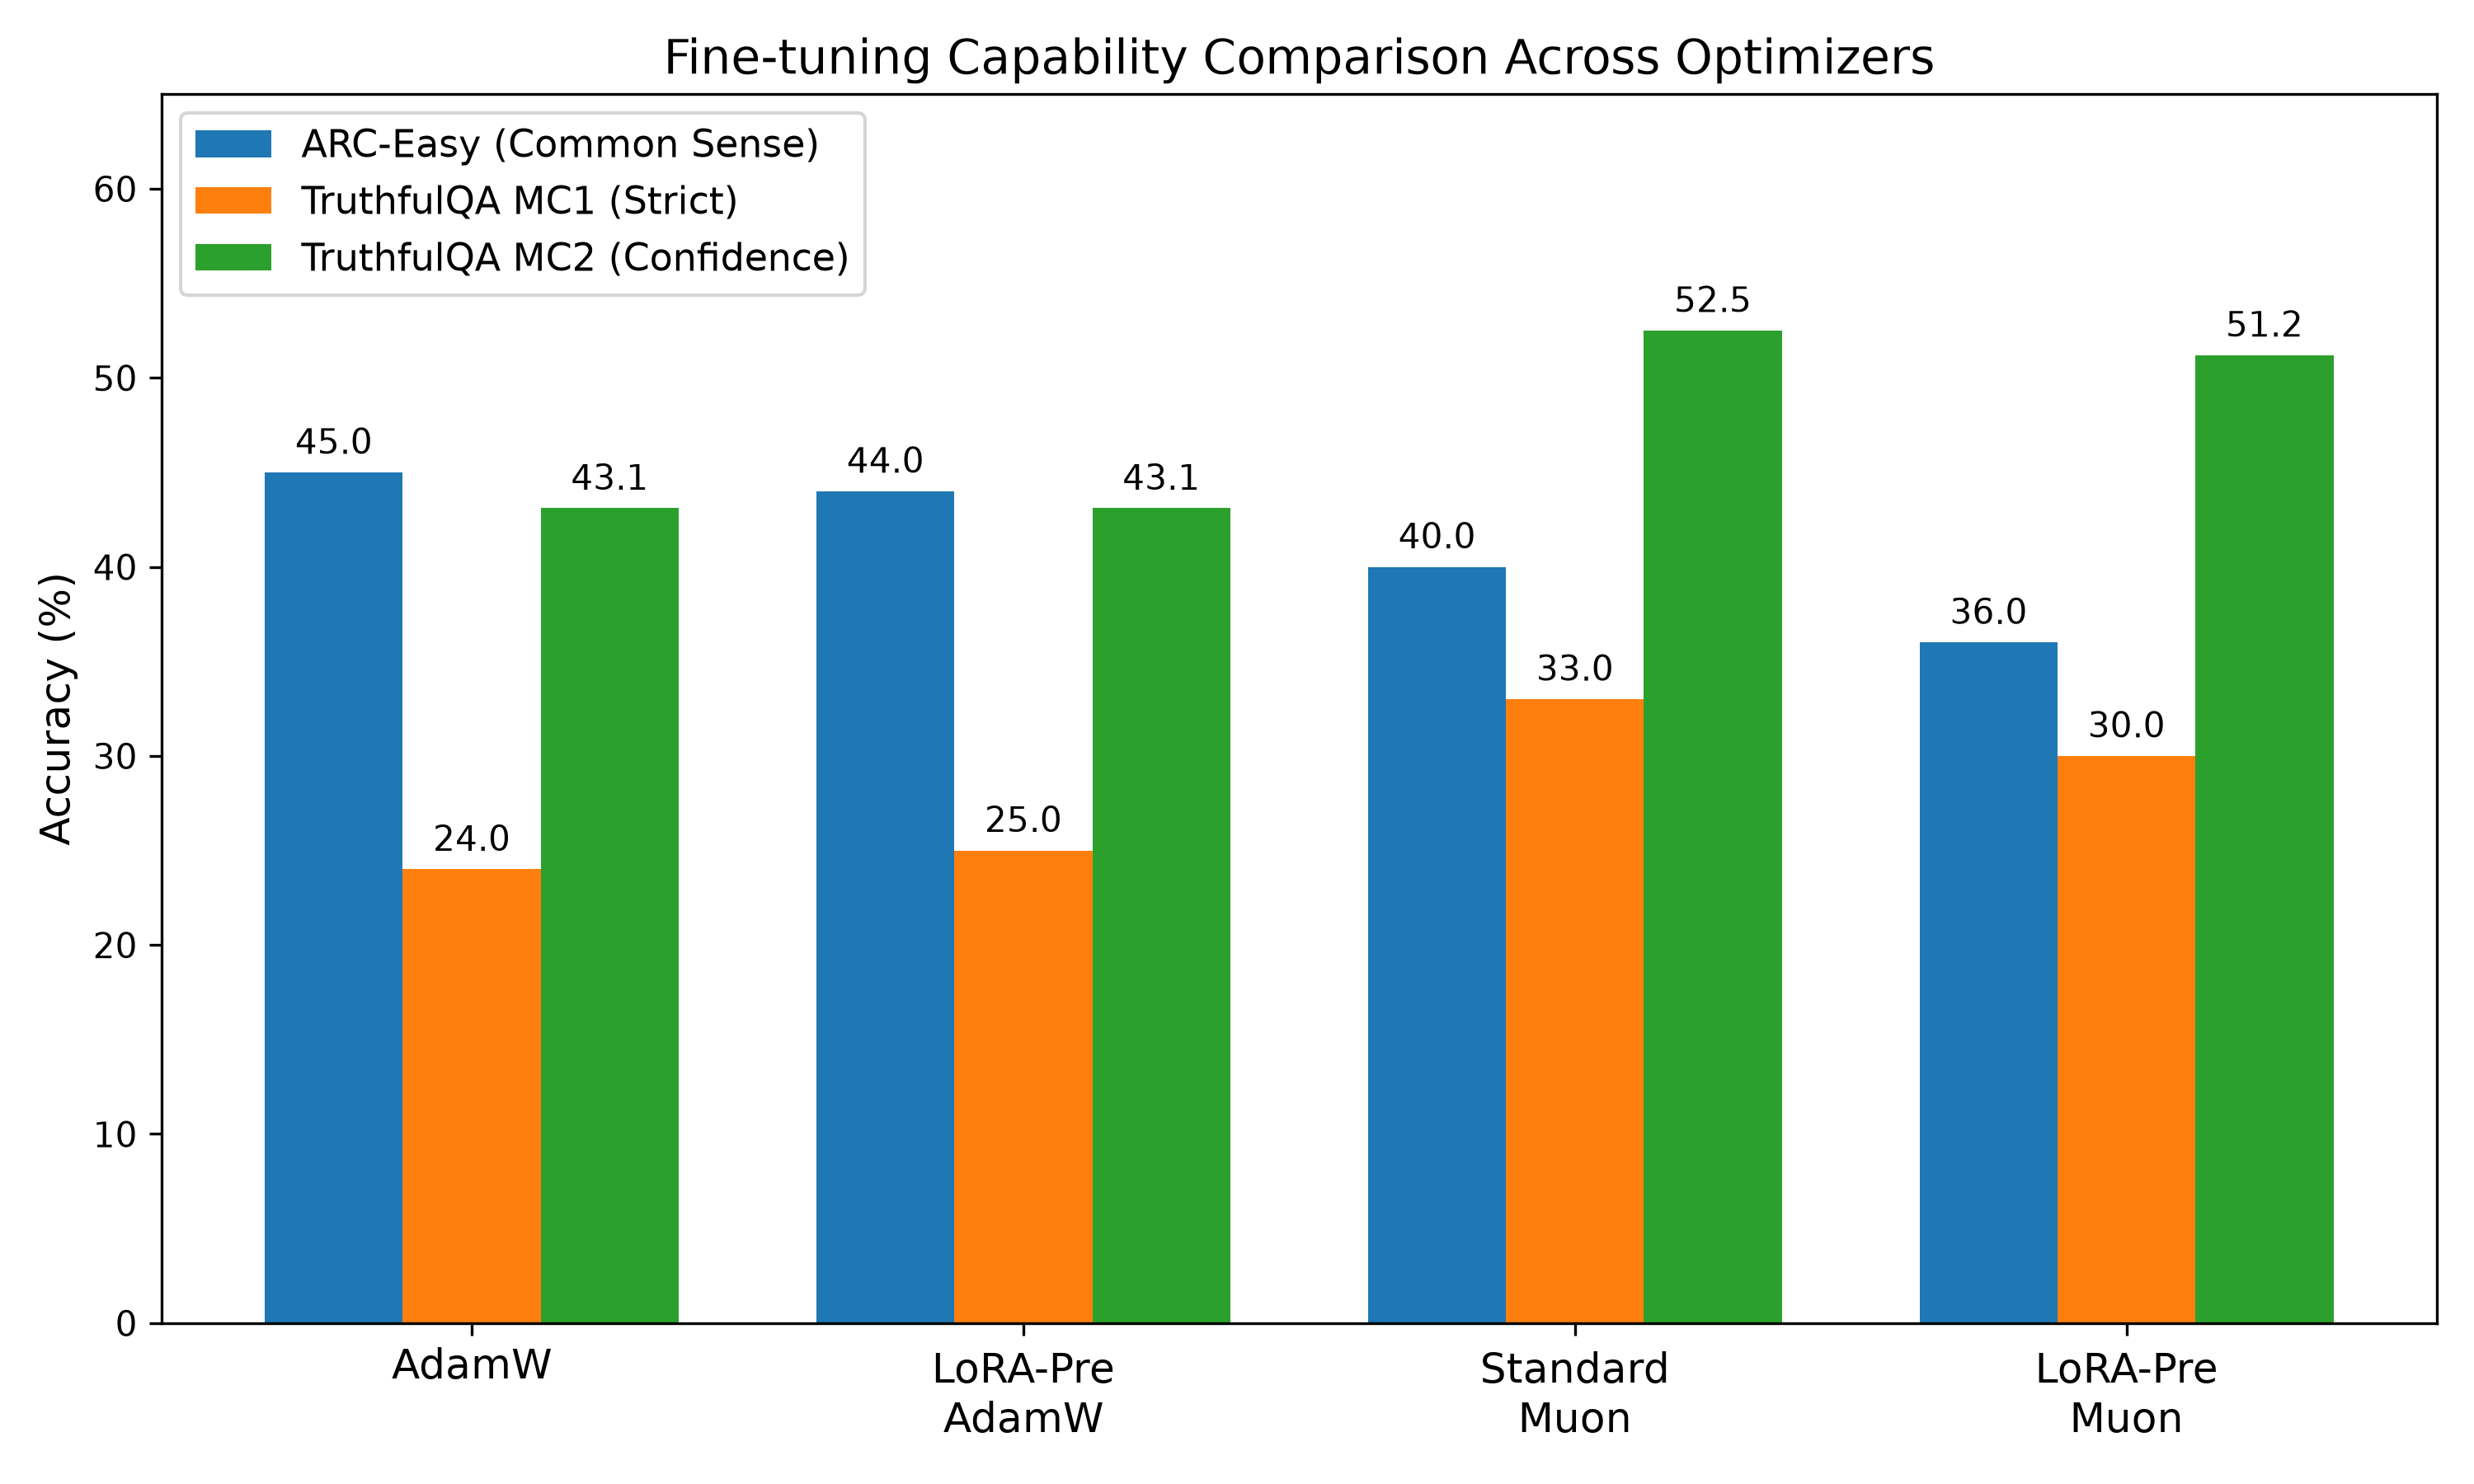 Fine-tuning Capability Comparison Across Optimizers
ARC-Easy (Common Sense)
TruthfulQA MC1 (Strict)
TruthfulQA MC2 (Confidence)
Accuracy (%)
60
50
40
30
20
10
0
45.0
24.0
43.1
44.0
25.0
43.1
40.0
33.0
52.5
36.0
30.0
51.2
AdamW
LoRA-Pre
AdamW
Standard
Muon
LoRA-Pre
Muon